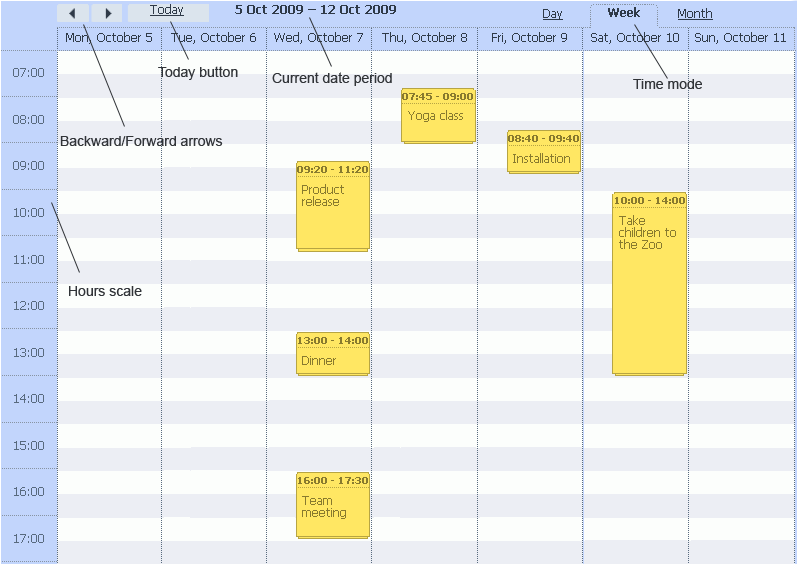 Today
5 Oct 2009 – 12 Oct 2009
Day
Week
Month
Mon, October 5
Tue, October 6
Wed, October 7
Thu, October 8
Fri, October 9
Sat, October 10
Sun, October 11
Today button
Current date period
Time mode
Backward/Forward arrows
Hours scale
07:00
08:00
09:00
10:00
11:00
12:00
13:00
14:00
15:00
16:00
17:00
09:20 - 11:20
Product
release
13:00 - 14:00
Dinner
16:00 - 17:30
Team
meeting
07:45 - 09:00
Yoga class
08:40 - 09:40
Installation
10:00 - 14:00
Take
children to
the Zoo